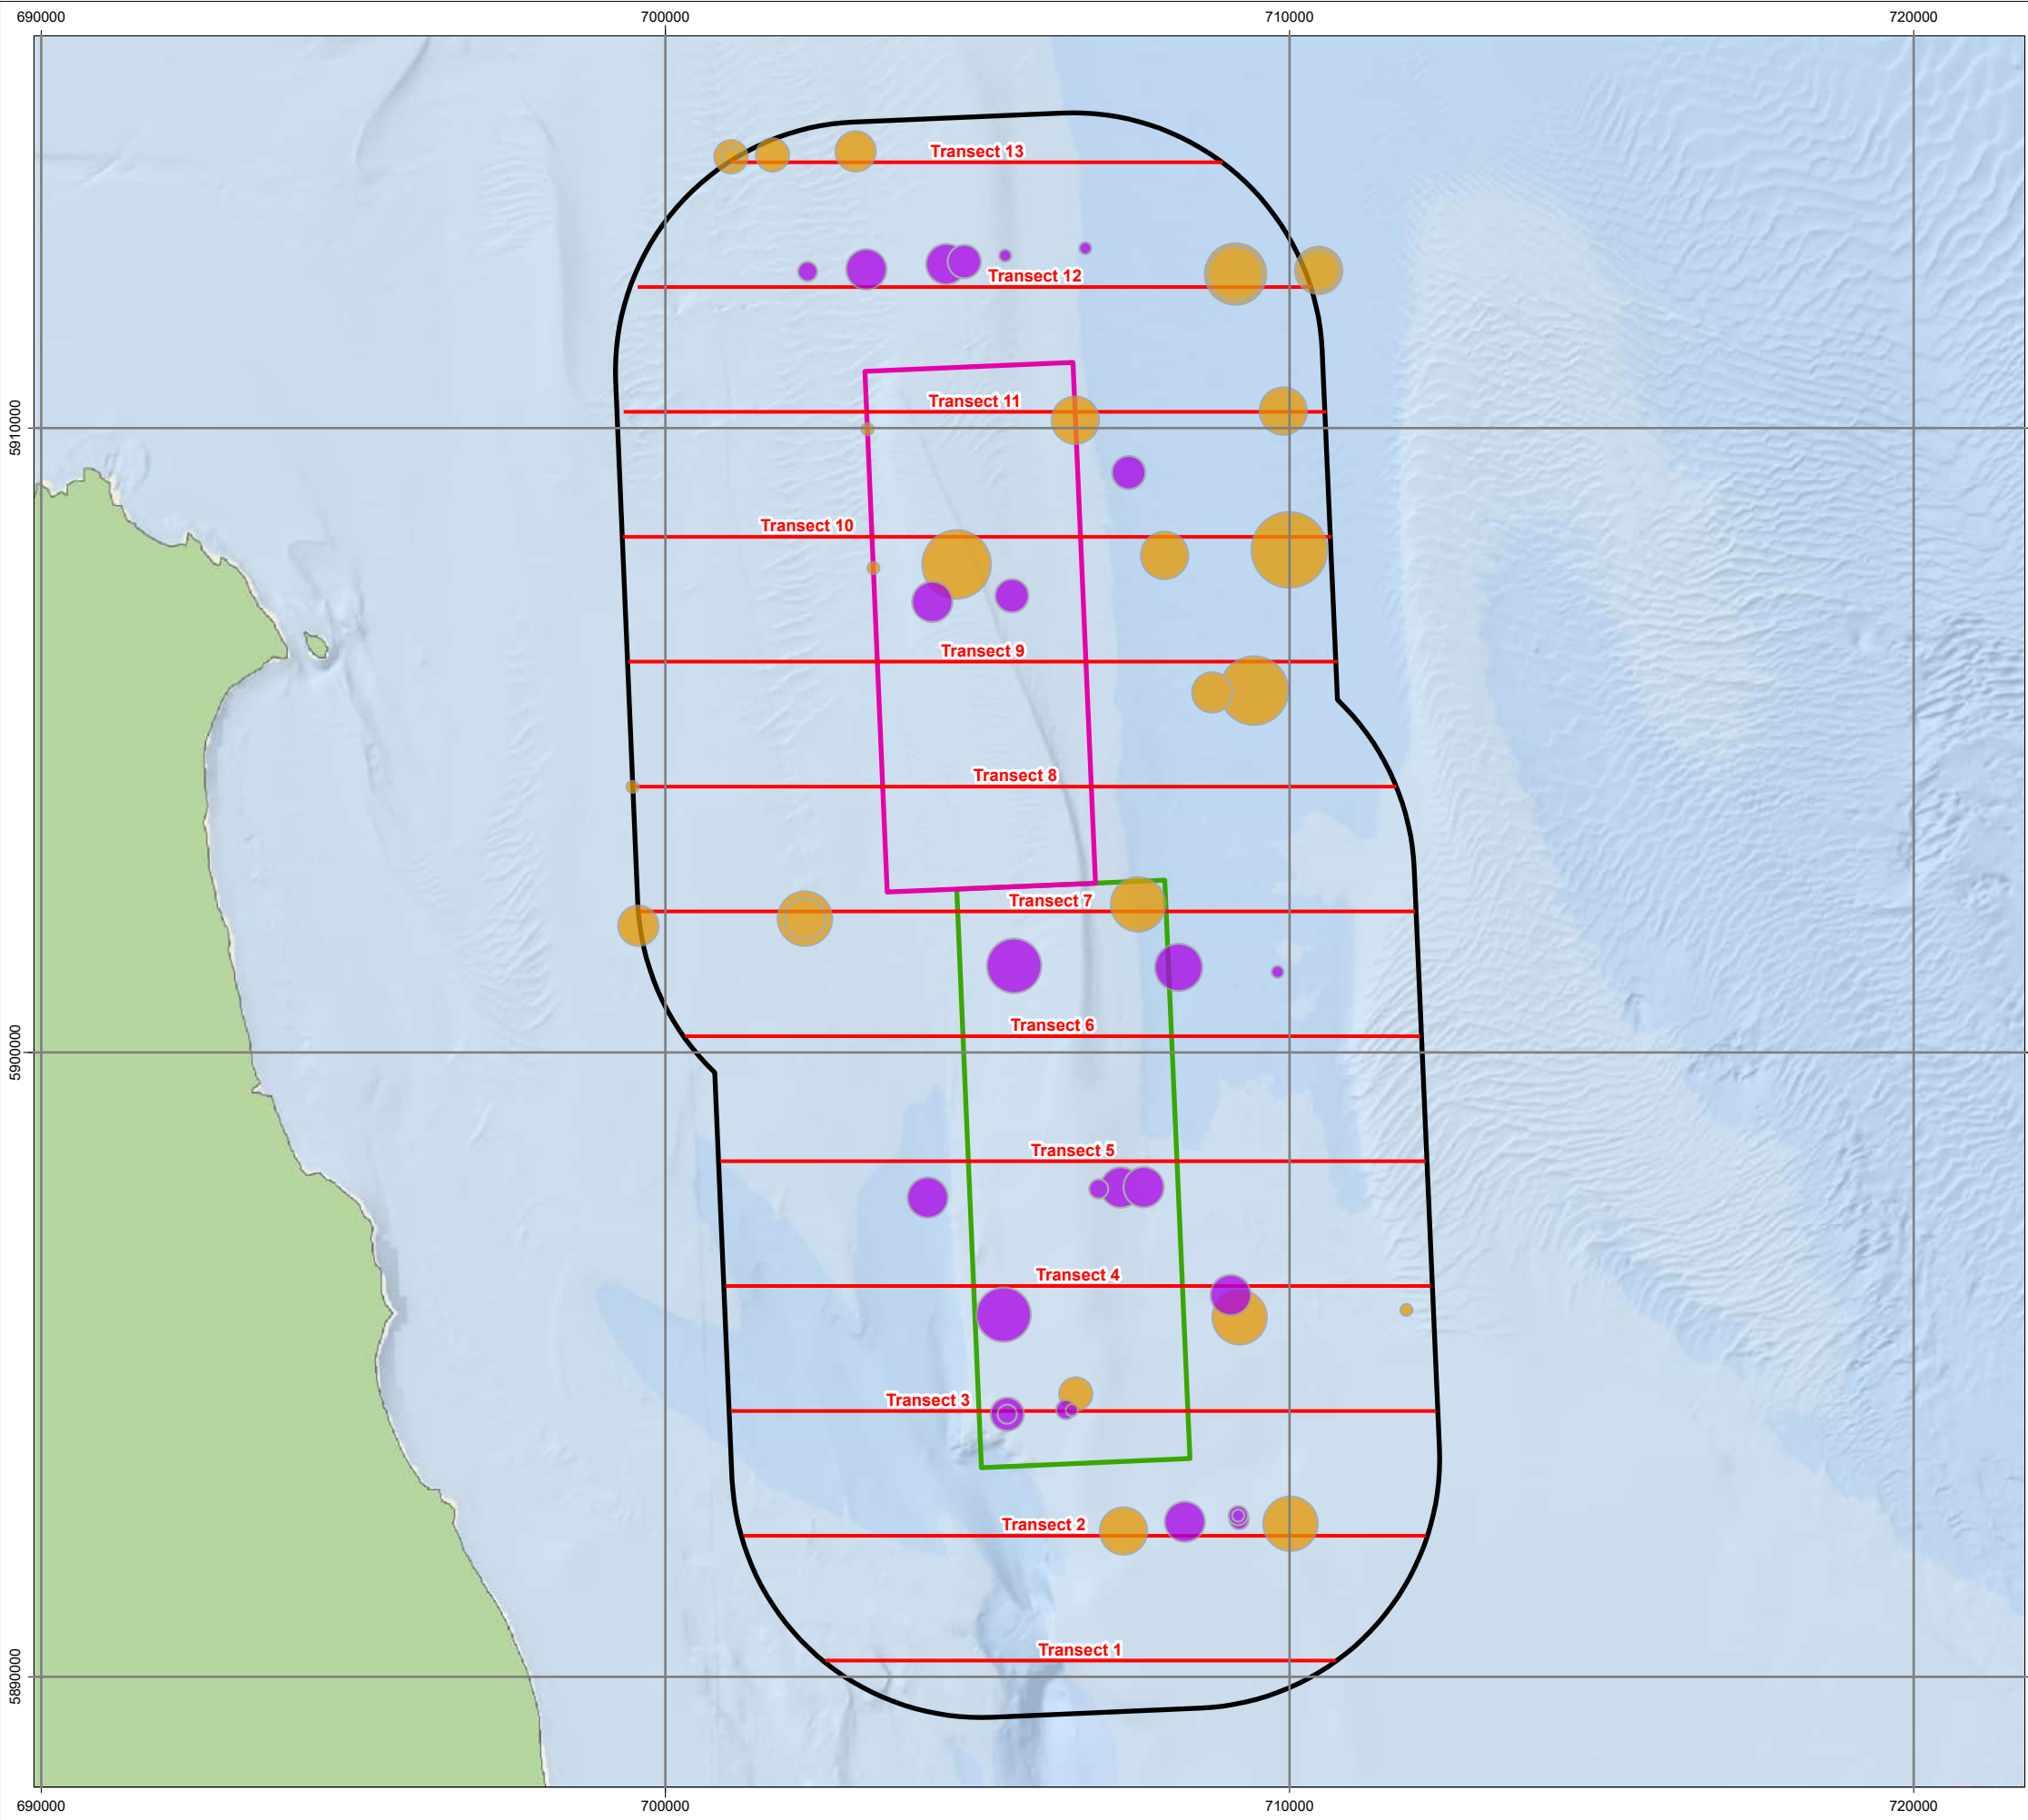 690000 700000 710000 720000
Transect 13
Transect 12
Transect 11
5910000
Transect 10
Transect 9
Transect 8
Transect 7
Transect 6
5900000
Transect 5
Transect 4
Transect 3
Transect 2
Transect 1
5890000
690000 700000 710000 720000